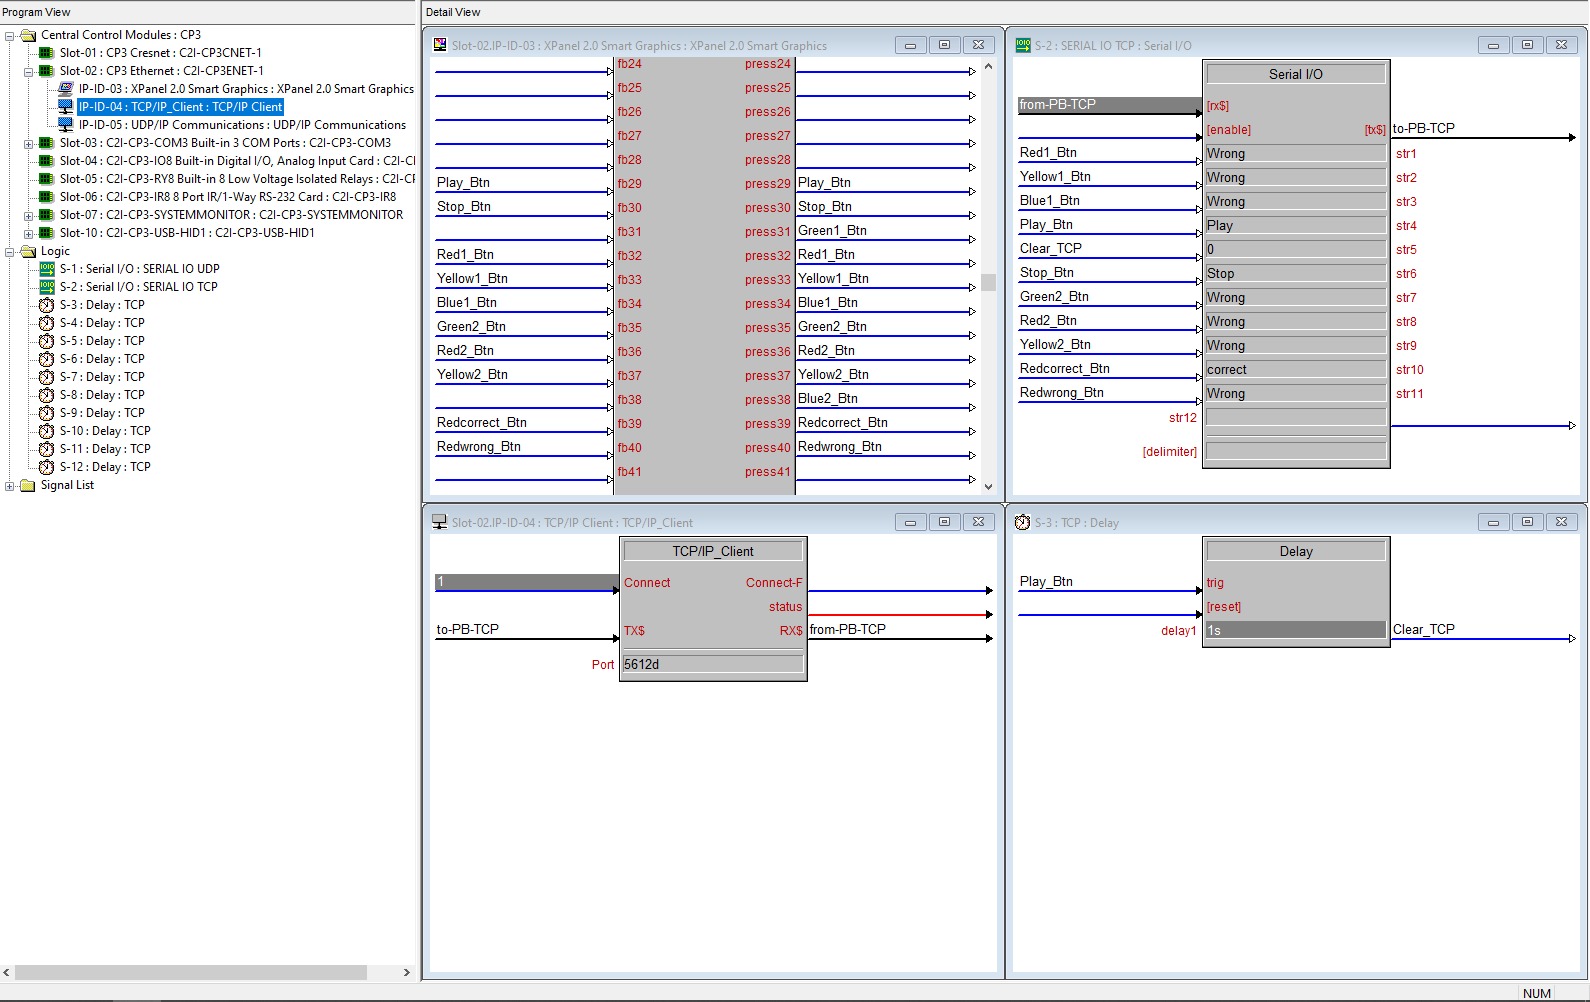 Program View
Central Control Modules : CP3
Slot-01 : CP3 Cresnet : C2I-CP3CNET-1
Slot-02 : CP3 Ethernet : C2I-CP3ENET-1
IP-ID-03 : XPanel 2.0 Smart Graphics : XPanel 2.0 Smart Graphics
IP-ID-04 : TCP/IP_Client : TCP/IP Client
IP-ID-05 : UDP/IP Communications : UDP/IP Communications
Slot-03 : C2I-CP3-COM3 Built-in 3 COM Ports : C2I-CP3-COM3
Slot-04 : C2I-CP3-IO8 Built-in Digital I/O, Analog Input Card : C2I-CI
Slot-05 : C2I-CP3-RY8 Built-in 8 Low Voltage Isolated Relays : C2I-CF
Slot-06 : C2I-CP3-IR8 8 Port IR/1-Way RS-232 Card : C2I-CP3-IR8
Slot-07 : C2I-CP3-SYSTEMMONITOR : C2I-CP3-SYSTEMMONITOR
Slot-10 : C2I-CP3-USB-HID1 : C2I-CP3-USB-HID1
Logic
S-1 : Serial I/O : SERIAL IO UDP
S-2 : Serial I/O : SERIAL IO TCP
S-3 : Delay : TCP
S-4 : Delay : TCP
S-5 : Delay : TCP
S-6 : Delay : TCP
S-7 : Delay : TCP
S-8 : Delay : TCP
S-9 : Delay : TCP
S-10 : Delay : TCP
S-11 : Delay : TCP
S-12 : Delay : TCP
Signal List
Detail View
Slot-02.IP-ID-03 : XPanel 2.0 Smart Graphics : XPanel 2.0 Smart Graphics
fb24 press24
fb25 press25
fb26 press26
fb27 press27
fb28 press28
Play_Btn fb29 press29 Play_Btn
Stop_Btn fb30 press30 Stop_Btn
fb31 press31 Green1_Btn
Red1_Btn fb32 press32 Red1_Btn
Yellow1_Btn fb33 press33 Yellow1_Btn
Blue1_Btn fb34 press34 Blue1_Btn
Green2_Btn fb35 press35 Green2_Btn
Red2_Btn fb36 press36 Red2_Btn
Yellow2_Btn fb37 press37 Yellow2_Btn
fb38 press38 Blue2_Btn
Redcorrect_Btn fb39 press39 Redcorrect_Btn
Redwrong_Btn fb40 press40 Redwrong_Btn
fb41 press41
S-2 : SERIAL IO TCP : Serial I/O
Serial I/O
from-PB-TCP [rx$]
[enable] [tx$] to-PB-TCP
Red1_Btn Wrong str1
Yellow1_Btn Wrong str2
Blue1_Btn Wrong str3
Play_Btn Play str4
Clear_TCP 0 str5
Stop_Btn Stop str6
Green2_Btn Wrong str7
Red2_Btn Wrong str8
Yellow2_Btn Wrong str9
Redcorrect_Btn correct str10
Redwrong_Btn Wrong str11
str12
[delimiter]
Slot-02.IP-ID-04 : TCP/IP Client : TCP/IP_Client
TCP/IP_Client
1 Connect Connect-F
status
to-PB-TCP TX$ RX$ from-PB-TCP
Port 5612d
S-3 : TCP : Delay
Delay
Play_Btn trig
[reset]
delay1 1s Clear_TCP
NUM